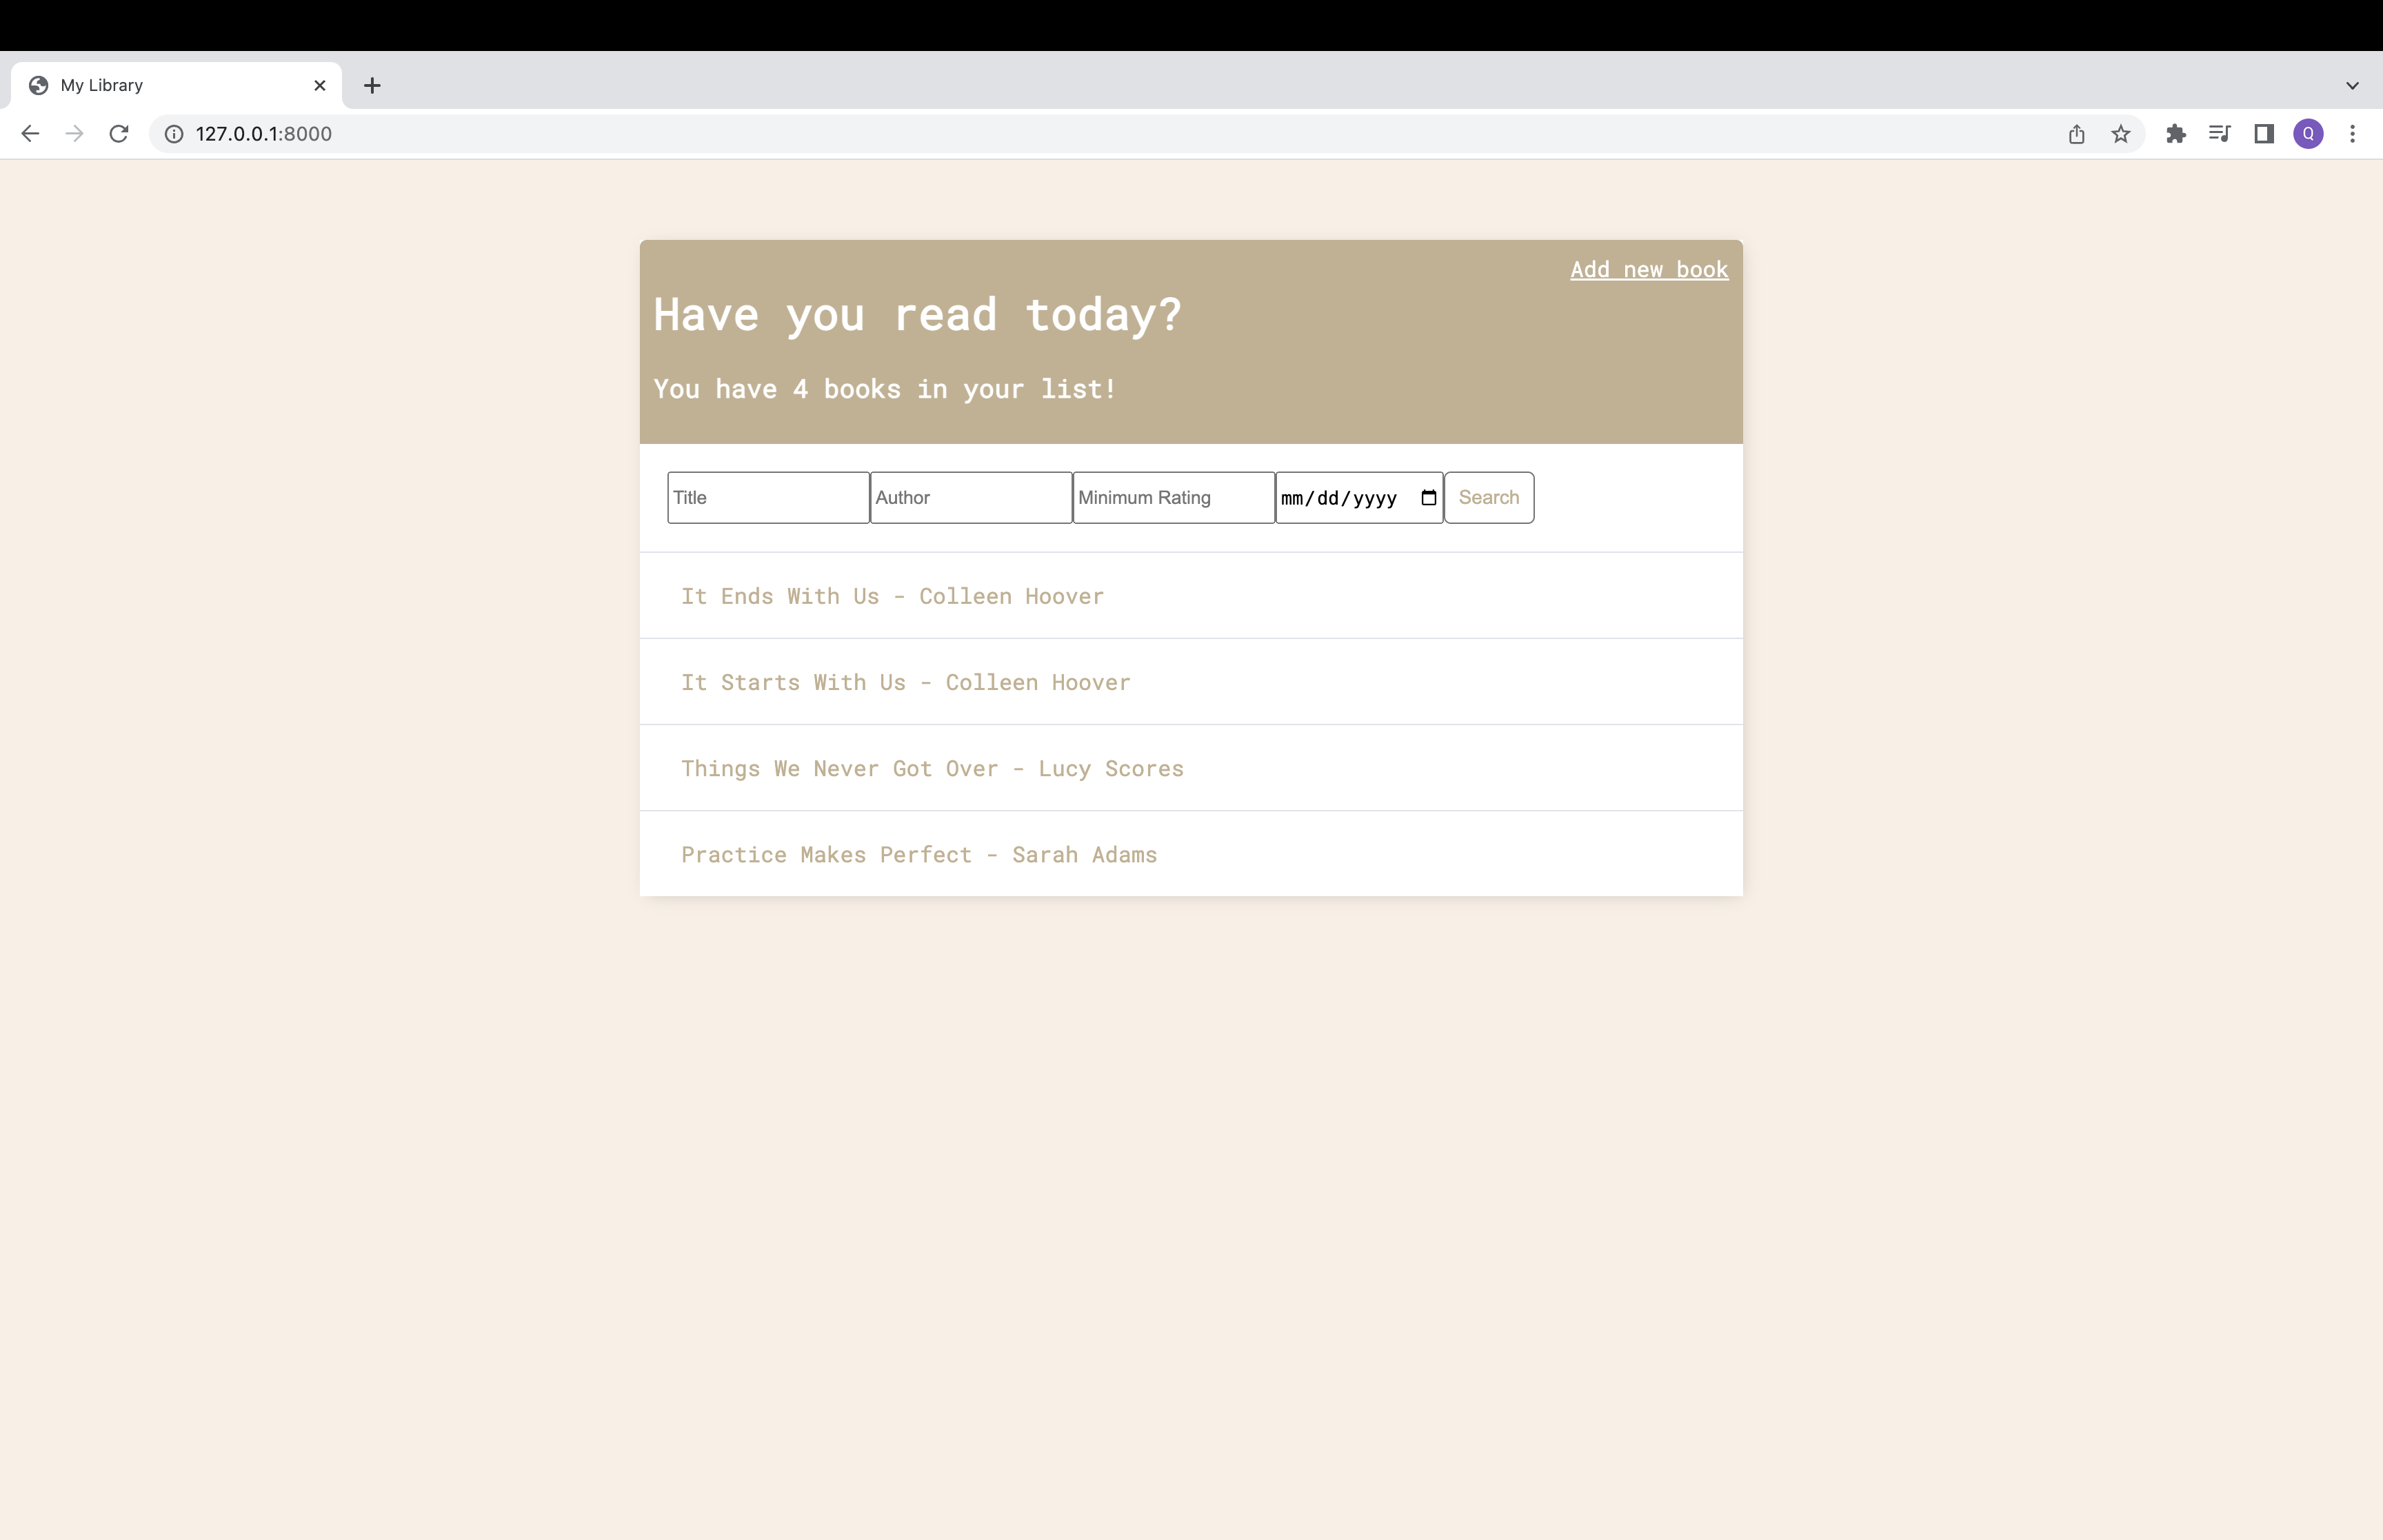 My Library
127.0.0.1:8000
Q
Add new book
Have you read today?
You have 4 books in your list!
Title Author Minimum Rating mm/dd/yyyy Search
It Ends With Us - Colleen Hoover
It Starts With Us - Colleen Hoover
Things We Never Got Over - Lucy Scores
Practice Makes Perfect - Sarah Adams